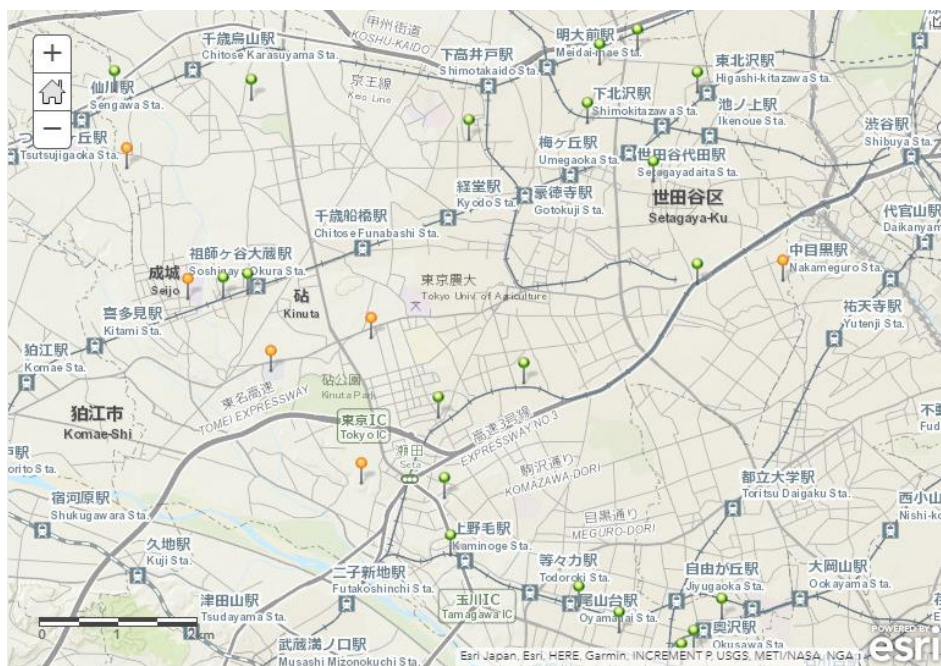 +
−
甲州街道
KOSHU-KAIDO
千歳烏山駅
Chitose Karasuyama Sta.
仙川駅
Sengawa Sta.
下高井戸駅
Shimotakaido Sta.
明大前駅
Meidai-mae Sta.
東北沢駅
Higashi-kitazawa Sta.
京王線
Keio Line
下北沢駅
Shimokitazawa Sta.
池ノ上駅
Ikenoue Sta.
渋谷駅
Shibuya Sta.
ヶ丘駅
Tsutsujigaoka Sta.
梅ヶ丘駅
Umegaoka Sta.
世田谷代田駅
Setagayadaita Sta.
経堂駅
Kyodo Sta.
豪徳寺駅
Gotokuji Sta.
世田谷区
Setagaya-Ku
代官山駅
Daikanyam
千歳船橋駅
Chitose Funabashi Sta.
祖師ヶ谷大蔵駅
Soshigaya Okura Sta.
成城
Seijo
中目黒駅
Nakameguro Sta.
東京農大
Tokyo Univ. of Agriculture
砧
Kinuta
喜多見駅
Kitami Sta.
祐天寺駅
Yutenji Sta.
狛江駅
Komae Sta.
砧公園
Kinuta Park
東名高速
TOMEI EXPRESSWAY
狛江市
Komae-Shi
東京IC
Tokyo IC
高速3号線
EXPRESSWAY NO.3
瀬田
Seta
駒沢通り
KOMAZAWA-DORI
都立大学駅
Toritsu Daigaku Sta.
西小山
Nishi-ko
宿河原駅
Shukugawara Sta.
目黒通り
MEGURO-DORI
久地駅
Kuji Sta.
上野毛駅
Kaminoge Sta.
等々力駅
Todoroki Sta.
自由が丘駅
Jiyugaoka Sta.
大岡山駅
Ookayama Sta.
二子新地駅
Futakoshinchi Sta.
津田山駅
Tsudayama Sta.
玉川IC
Tamagawa IC
尾山台駅
Oyamadai Sta.
奥沢駅
Okusawa Sta.
武蔵溝ノ口駅
Musashi Mizonokuchi Sta.
0 1 2km
POWERED BY
esri
Esri Japan, Esri, HERE, Garmin, INCREMENT P, USGS, METI/NASA, NGA